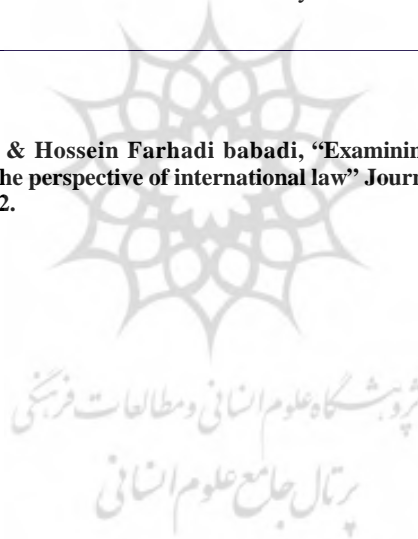 & Hossein Farhadi babadi, “Examinin
he perspective of international law” Journ
2.
پژوهشگاه علوم انسانی و مطالعات فرهنگی
پرتال جامع علوم انسانی